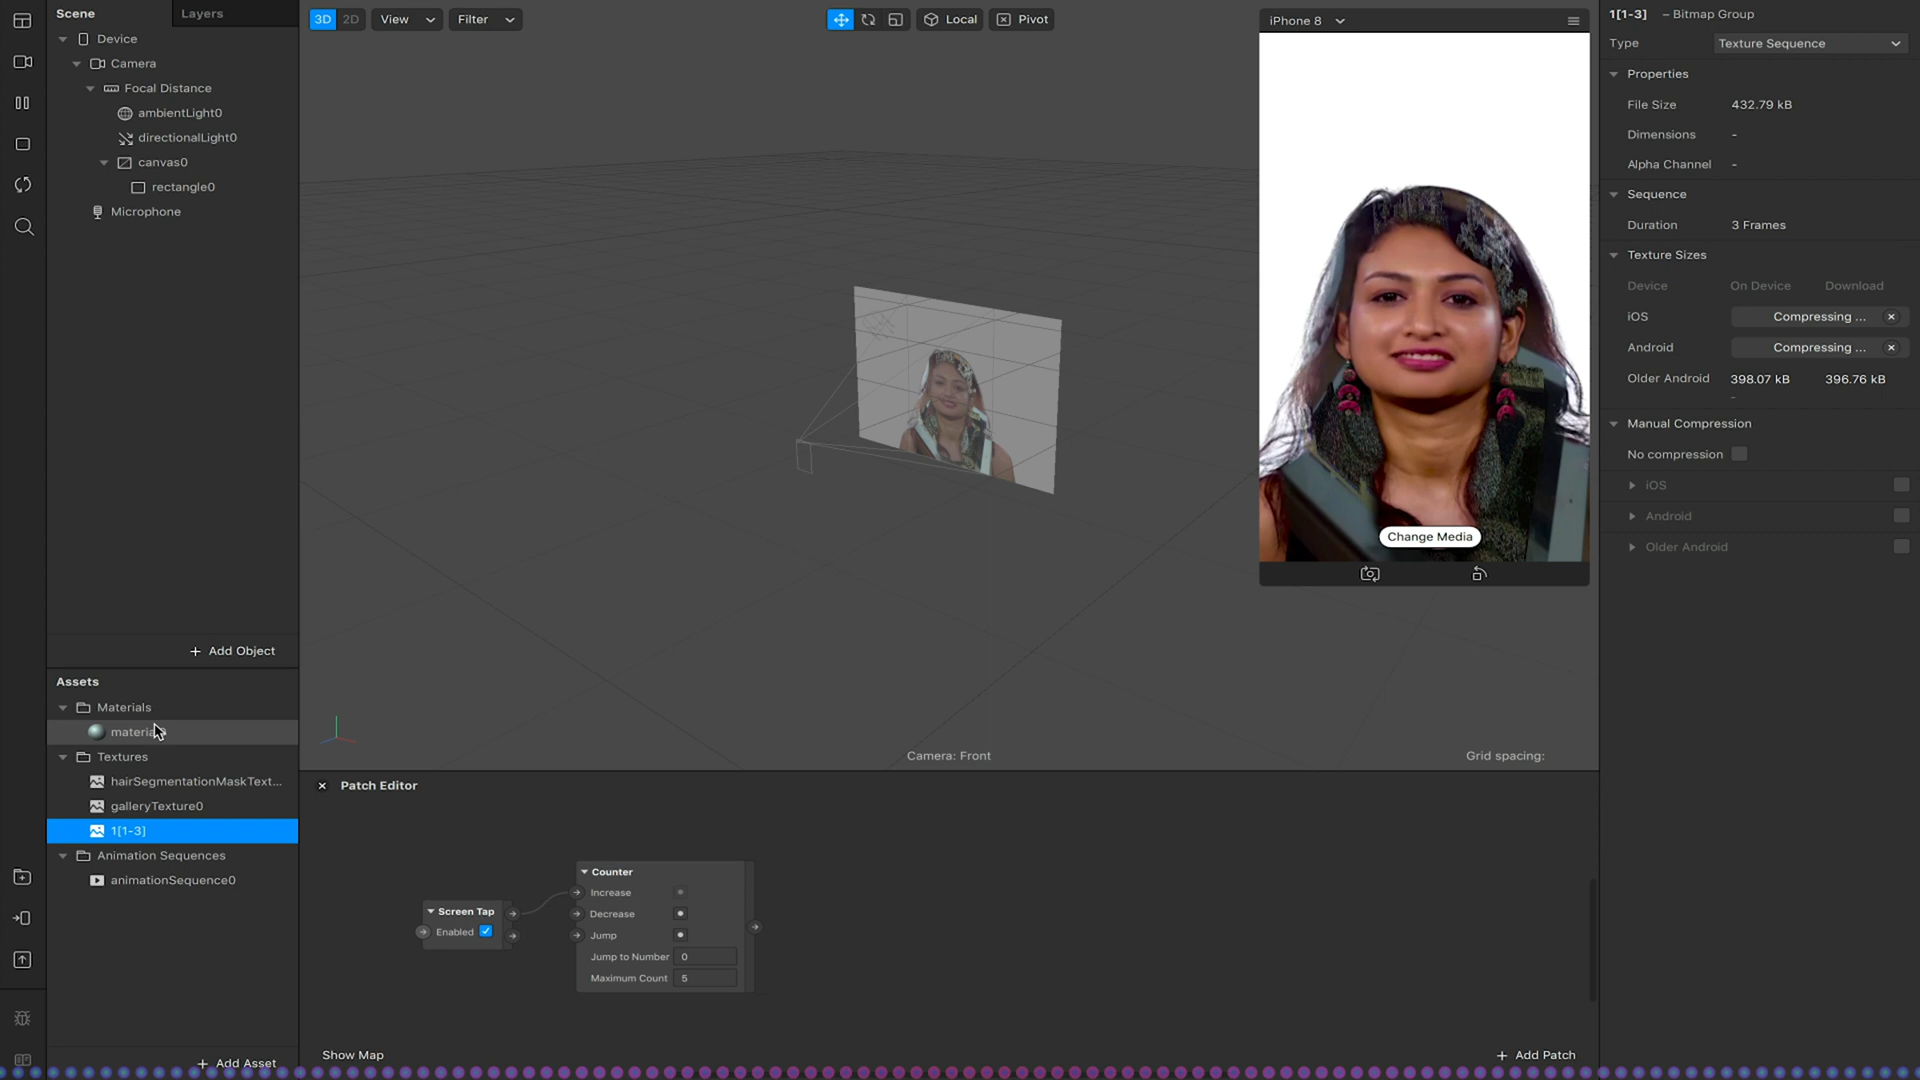 Scene
Layers
Device
Camera
Focal Distance
ambientLight0
directionalLight0
canvas0
rectangle0
Microphone
+ Add Object
Assets
Materials
Textures
hairSegmentationMaskText...
galleryTexture0
1[1-3]
Animation Sequences
animationSequence0
+ Add Asset
3D 2D View Filter
Local Pivot
Camera: Front
Grid spacing:
iPhone 8
Change Media
Patch Editor
Screen Tap
Enabled
Counter
Increase
Decrease
Jump
Jump to Number 0
Maximum Count 5
Show Map
+ Add Patch
1[1-3] – Bitmap Group
Type Texture Sequence
Properties
File Size 432.79 kB
Dimensions -
Alpha Channel -
Sequence
Duration 3 Frames
Texture Sizes
Device On Device Download
iOS Compressing ...
Android Compressing ...
Older Android 398.07 kB 396.76 kB
-
Manual Compression
No compression
iOS
Android
Older Android